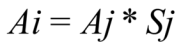 Ai = Aj * Sj